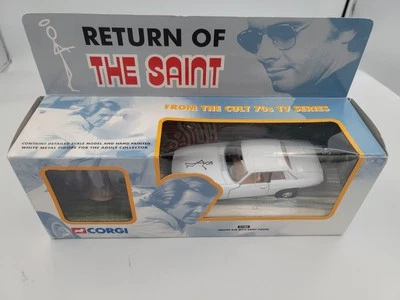 RETURN OF
THE SAINT
FROM THE CULT 70s TV SERIES
CONTAINS DETAILED SCALE MODEL AND HAND PAINTED
WHITE METAL FIGURE FOR THE ADULT COLLECTOR
CORGI